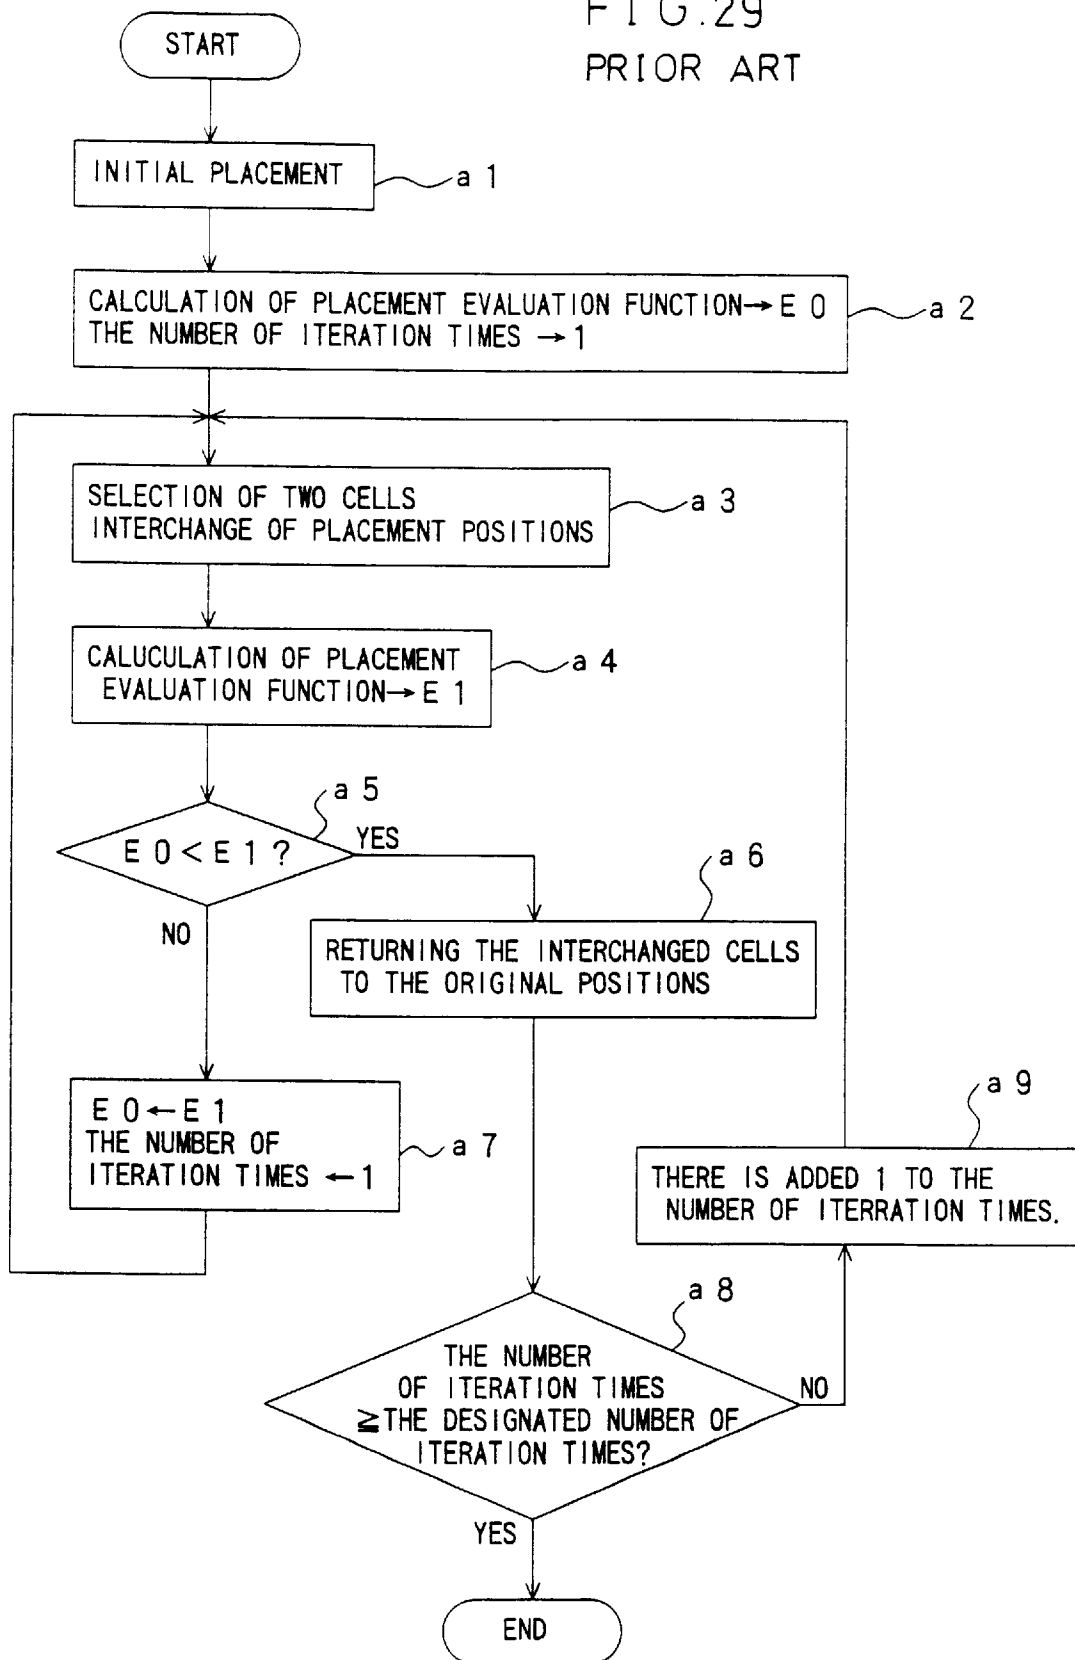 FIG.29
PRIOR ART
START
INITIAL PLACEMENT
a 1
CALCULATION OF PLACEMENT EVALUATION FUNCTION→E 0
THE NUMBER OF ITERATION TIMES →1
a 2
SELECTION OF TWO CELLS
INTERCHANGE OF PLACEMENT POSITIONS
a 3
CALUCULATION OF PLACEMENT
EVALUATION FUNCTION→E 1
a 4
a 5
E 0 < E 1 ?
YES
NO
a 6
RETURNING THE INTERCHANGED CELLS
TO THE ORIGINAL POSITIONS
E 0←E 1
THE NUMBER OF
ITERATION TIMES ←1
a 7
a 9
THERE IS ADDED 1 TO THE
NUMBER OF ITERRATION TIMES.
a 8
THE NUMBER
OF ITERATION TIMES
≧THE DESIGNATED NUMBER OF
ITERATION TIMES?
NO
YES
END